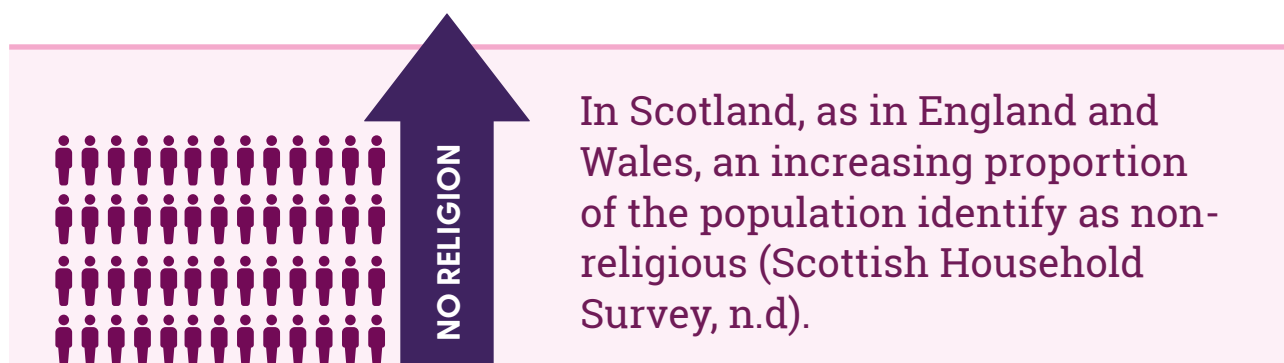 NO RELIGION
In Scotland, as in England and
Wales, an increasing proportion
of the population identify as non-
religious (Scottish Household
Survey, n.d).